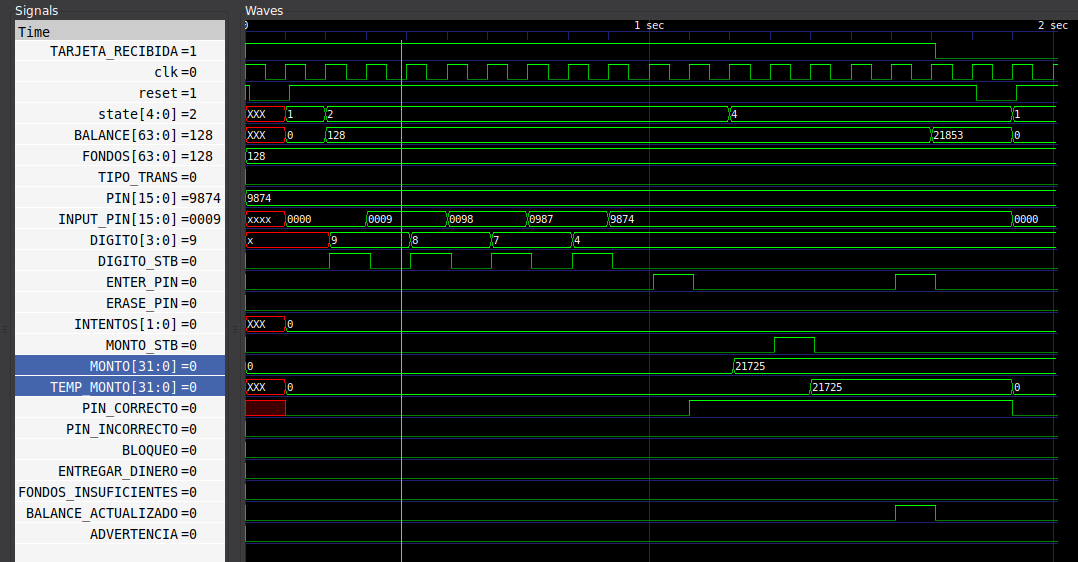 Signals Waves
Time
0 1 sec 2 sec
TARJETA_RECIBIDA=1
clk=0
reset=1
state[4:0]=2 XXX 1 2 4 1
BALANCE[63:0]=128 XXX 0 128 21853 0
FONDOS[63:0]=128 128
TIPO_TRANS=0
PIN[15:0]=9874 9874
INPUT_PIN[15:0]=0009 xxxx 0000 0009 0098 0987 9874 0000
DIGITO[3:0]=9 x 9 8 7 4
DIGITO_STB=0
ENTER_PIN=0
ERASE_PIN=0
INTENTOS[1:0]=0 XXX 0
MONTO_STB=0
MONTO[31:0]=0 0 21725
TEMP_MONTO[31:0]=0 XXX 0 21725 0
PIN_CORRECTO=0
PIN_INCORRECTO=0
BLOQUEO=0
ENTREGAR_DINERO=0
FONDOS_INSUFICIENTES=0
BALANCE_ACTUALIZADO=0
ADVERTENCIA=0